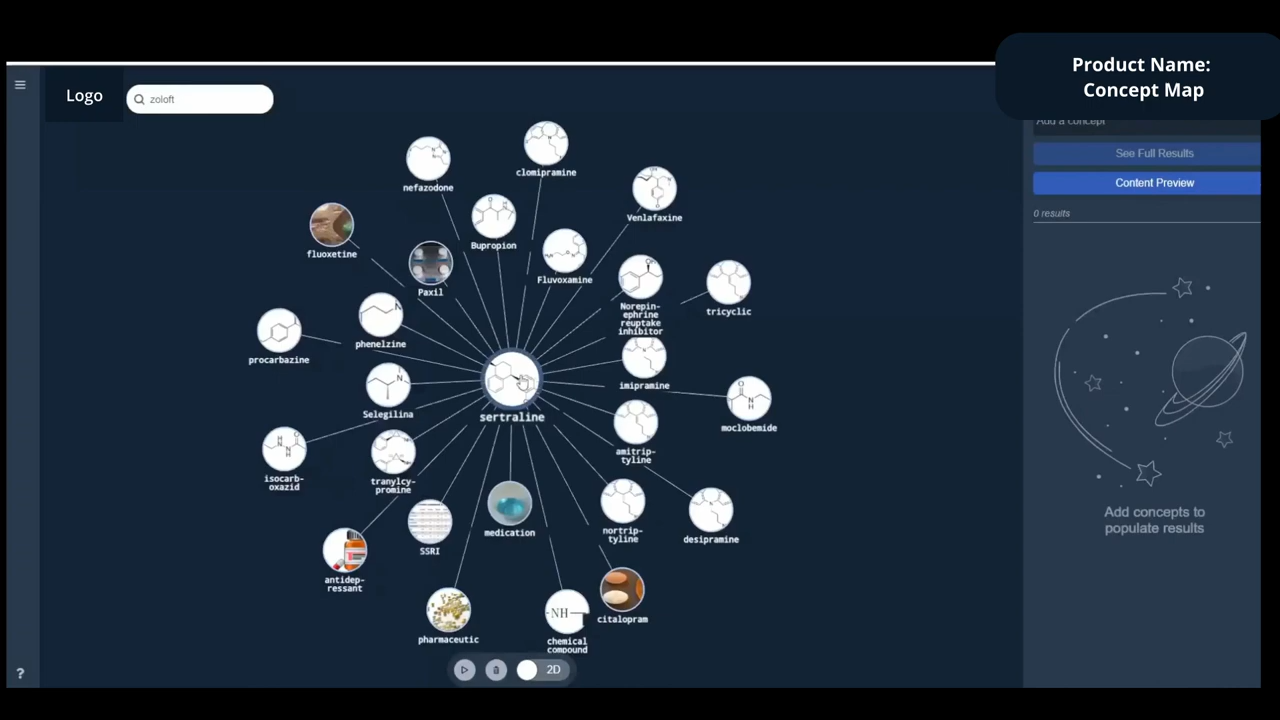 Product Name:
Concept Map
Logo
zoloft
Add a concept
See Full Results
Content Preview
0 results
Add concepts to
populate results
clomipramine
nefazodone
Venlafaxine
Bupropion
fluoxetine
Fluvoxamine
Paxil
Norepin-
ephrine
reuptake
inhibitor
tricyclic
phenelzine
procarbazine
imipramine
Selegilina
sertraline
moclobemide
amitrip-
tyline
isocarb-
oxazid
tranylcy-
promine
medication
nortrip-
tyline
desipramine
SSRI
antidep-
ressant
citalopram
pharmaceutic
chemical
compound
NH
2D
?